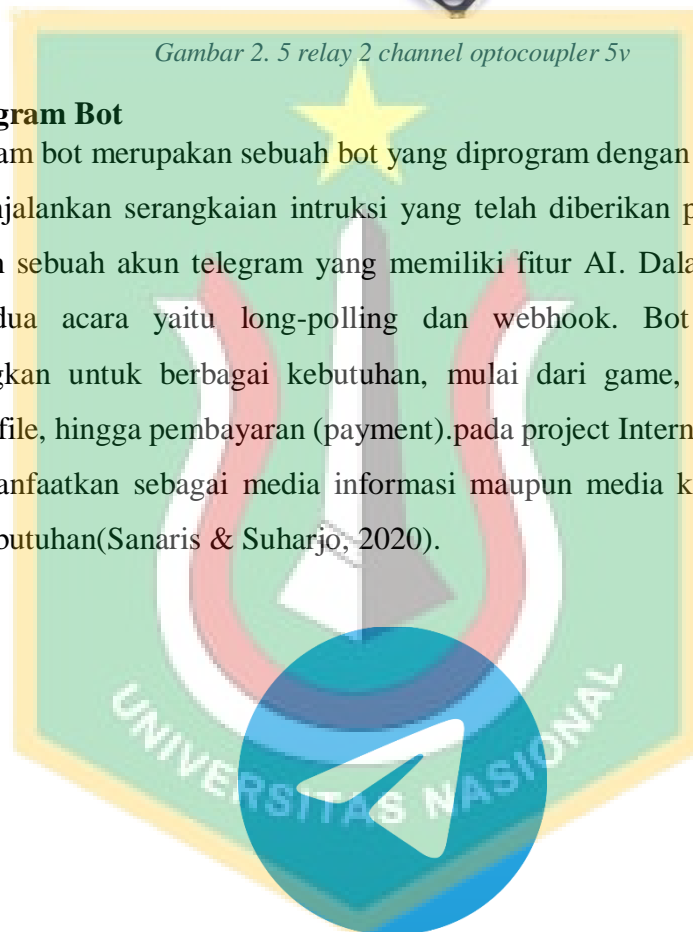 Gambar 2. 5 relay 2 channel optocoupler 5v
gram Bot
am bot merupakan sebuah bot yang diprogram dengan
njalankan serangkaian intruksi yang telah diberikan p
n sebuah akun telegram yang memiliki fitur AI. Dala
dua acara yaitu long-polling dan webhook. Bot
gkan untuk berbagai kebutuhan, mulai dari game,
file, hingga pembayaran (payment).pada project Intern
anfaatkan sebagai media informasi maupun media k
butuhan(Sanaris & Suharjo, 2020).
UNIVERSITAS NASIONAL